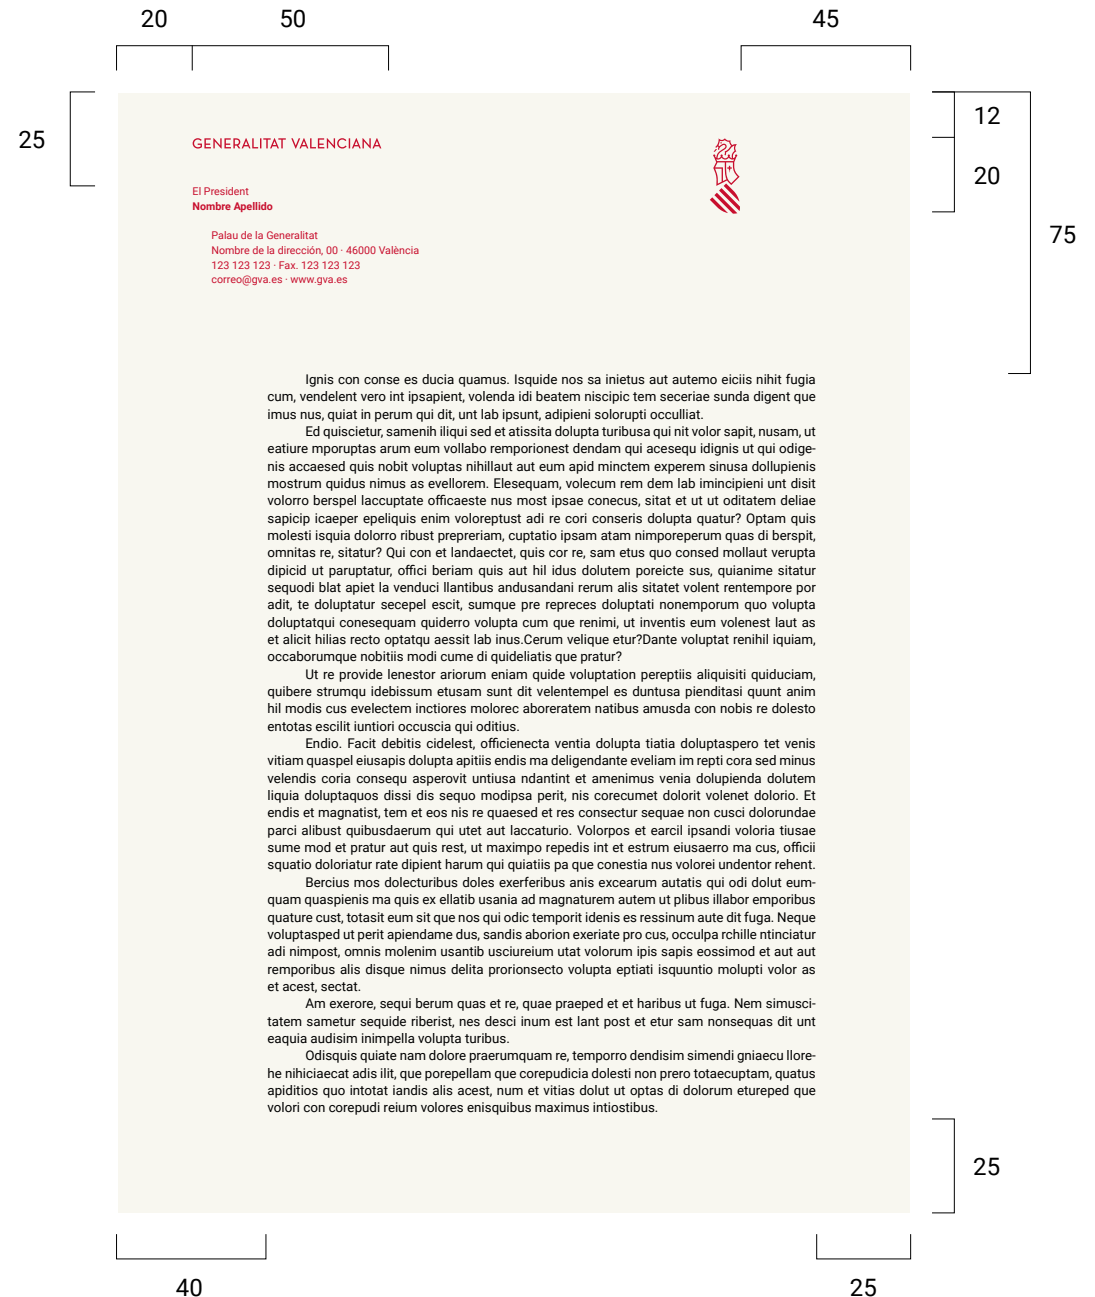 20 50 45
12
25
20
75
GENERALITAT VALENCIANA
El President
Nombre Apellido
Palau de la Generalitat
Nombre de la dirección, 00 · 46000 València
123 123 123 · Fax. 123 123 123
correo@gva.es · www.gva.es
Ignis con conse es ducia quamus. Isquide nos sa inietus aut autemo eiciis nihit fugia
cum, vendelent vero int ipsapient, volenda idi beatem niscipic tem seceriae sunda digent que
imus nus, quiat in perum qui dit, unt lab ipsunt, adipieni solorupti occulliat.
Ed quiscietur, samenih iliqui sed et atissita dolupta turibusa qui nit volor sapit, nusam, ut
eatiure mporuptas arum eum vollabo remporionest dendam qui acesequ idignis ut qui odige-
nis accaesed quis nobit voluptas nihillaut aut eum apid minctem experem sinusa dollupienis
mostrum quidus nimus as evellorem. Elesequam, volecum rem dem lab imincipieni unt disit
volorro berspel laccuptate officaeste nus most ipsae conecus, sitat et ut ut oditatem deliae
sapicip icaeper epeliquis enim voloreptust adi re cori conseris dolupta quatur? Optam quis
molesti isquia dolorro ribust prepreriam, cuptatio ipsam atam nimporeperum quas di berspit,
omnitas re, sitatur? Qui con et landaectet, quis cor re, sam etus quo consed mollaut verupta
dipicid ut paruptatur, offici beriam quis aut hil idus dolutem poreicte sus, quianime sitatur
sequodi blat apiet la venduci llantibus andusandani rerum alis sitatet volent rentempore por
adit, te doluptatur secepel escit, sumque pre repreces doluptati nonemporum quo volupta
doluptatqui conesequam quiderro volupta cum que renimi, ut inventis eum volenest laut as
et alicit hilias recto optatqu aessit lab inus.Cerum velique etur?Dante voluptat renihil iquiam,
occaborumque nobitiis modi cume di quideliatis que pratur?
Ut re provide lenestor ariorum eniam quide voluptation pereptiis aliquisiti quiduciam,
quibere strumqu idebissum etusam sunt dit velentempel es duntusa pienditasi quunt anim
hil modis cus evelectem inctiores molorec aboreratem natibus amusda con nobis re dolesto
entotas escilit iuntiori occuscia qui oditius.
Endio. Facit debitis cidelest, officienecta ventia dolupta tiatia doluptaspero tet venis
vitiam quaspel eiusapis dolupta apitiis endis ma deligendante eveliam im repti cora sed minus
velendis coria consequ asperovit untiusa ndantint et amenimus venia dolupienda dolutem
liquia doluptaquos dissi dis sequo modipsa perit, nis corecumet dolorit volenet dolorio. Et
endis et magnatist, tem et eos nis re quaesed et res consectur sequae non cusci dolorundae
parci alibust quibusdaerum qui utet aut laccaturio. Volorpos et earcil ipsandi voloria tiusae
sume mod et pratur aut quis rest, ut maximpo repedis int et estrum eiusaerro ma cus, officii
squatio doloriatur rate dipient harum qui quiatiis pa que conestia nus volorei undentor rehent.
Bercius mos dolecturibus doles exerferibus anis excearum autatis qui odi dolut eum-
quam quaspienis ma quis ex ellatib usania ad magnaturem autem ut plibus illabor emporibus
quature cust, totasit eum sit que nos qui odic temporit idenis es ressinum aute dit fuga. Neque
voluptasped ut perit apiendame dus, sandis aborion exeriate pro cus, occulpa rchille ntinciatur
adi nimpost, omnis molenim usantib usciureium utat volorum ipis sapis eossimod et aut aut
remporibus alis disque nimus delita prorionsecto volupta eptiati isquuntio molupti volor as
et acest, sectat.
Am exerore, sequi berum quas et re, quae praeped et et haribus ut fuga. Nem simusci-
tatem sametur sequide riberist, nes desci inum est lant post et etur sam nonsequas dit unt
eaquia audisim inimpella volupta turibus.
Odisquis quiate nam dolore praerumquam re, temporro dendisim simendi gniaecu llore-
he nihiciaecat adis ilit, que porepellam que corepudicia dolesti non prero totaecuptam, quatus
apiditios quo intotat iandis alis acest, num et vitias dolut ut optas di dolorum etureped que
volori con corepudi reium volores enisquibus maximus intiostibus.
25
40 25